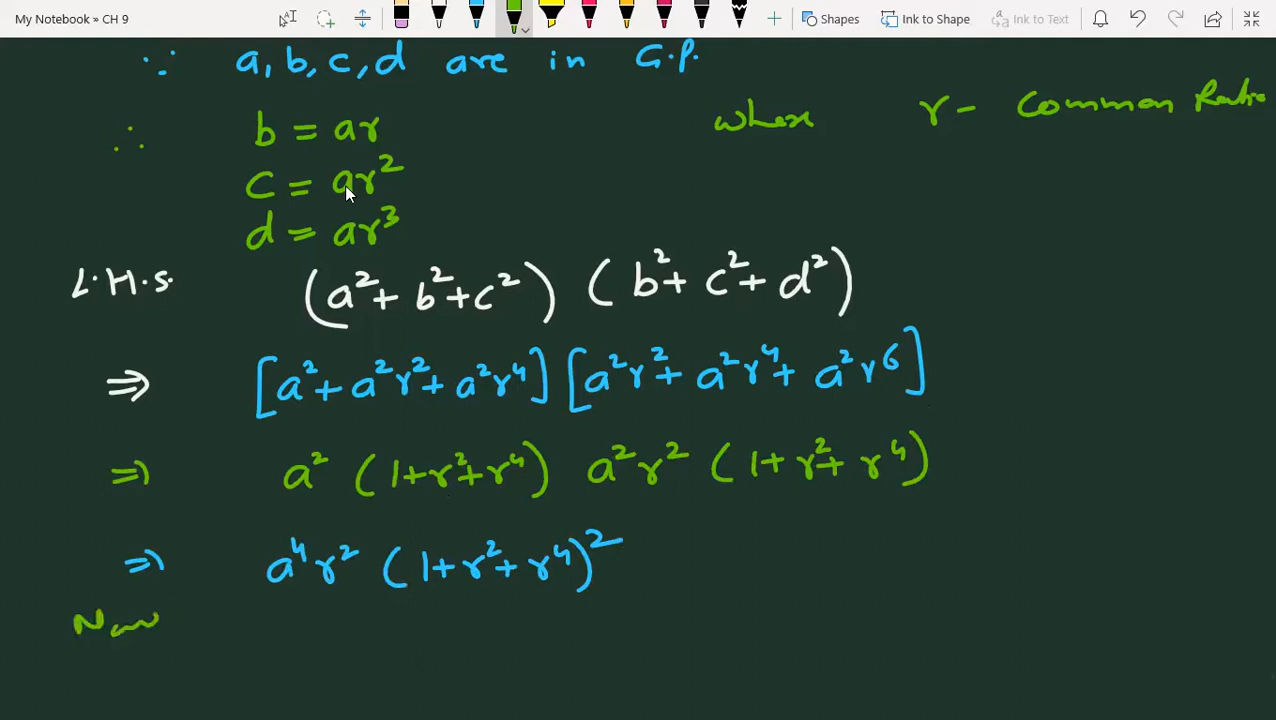 My Notebook » CH 9
Shapes Ink to Shape Ink to Text
∵ a, b, c, d are in G.P.
∴ b = ar where r - Common Ratio
c = ar²
d = ar³
L.H.S. (a² + b² + c²) (b² + c² + d²)
⇒ [a² + a²r² + a²r⁴] [a²r² + a²r⁴ + a²r⁶]
⇒ a² (1 + r² + r⁴) a²r² (1 + r² + r⁴)
⇒ a⁴r² (1 + r² + r⁴)²
Now